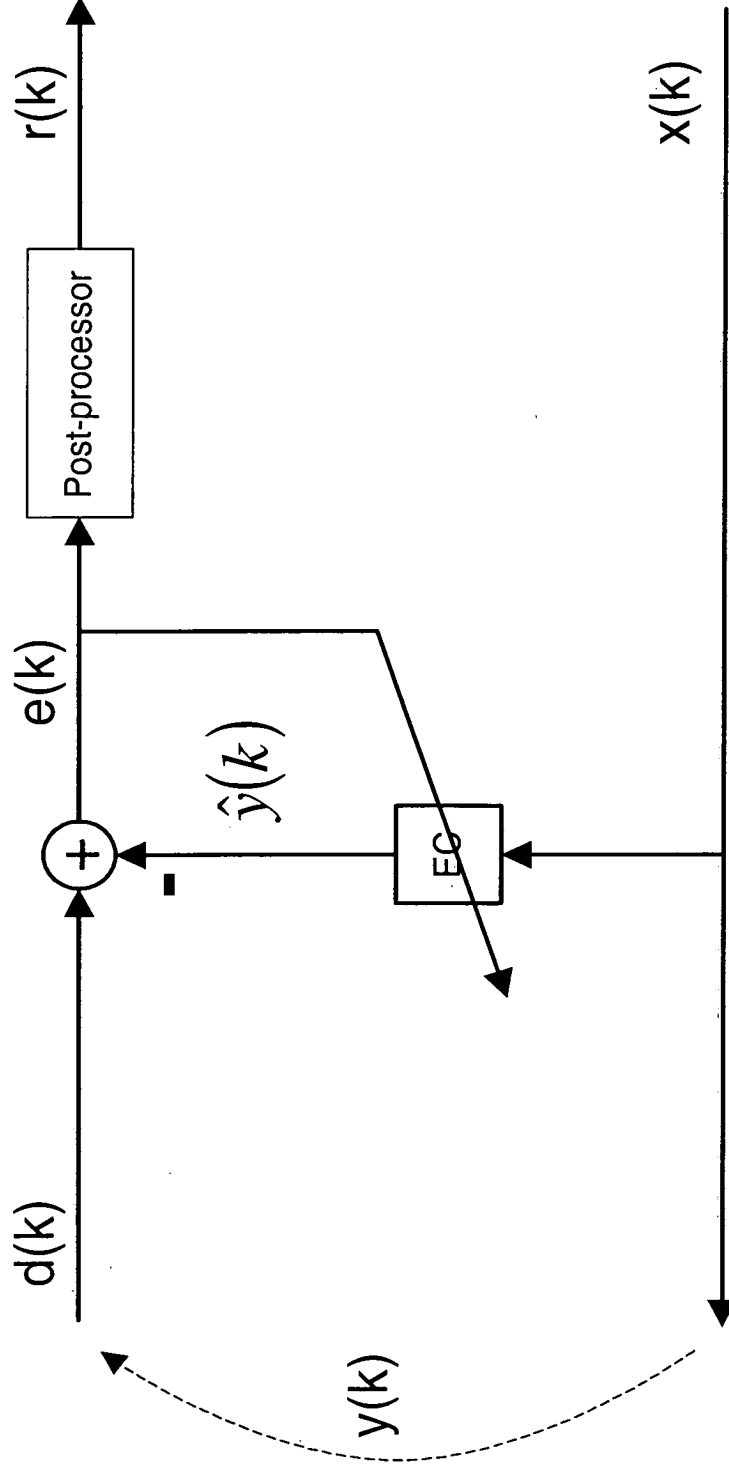 d(k)
e(k)
r(k)
+
-
Post-processor
ŷ(k)
y(k)
EC
x(k)